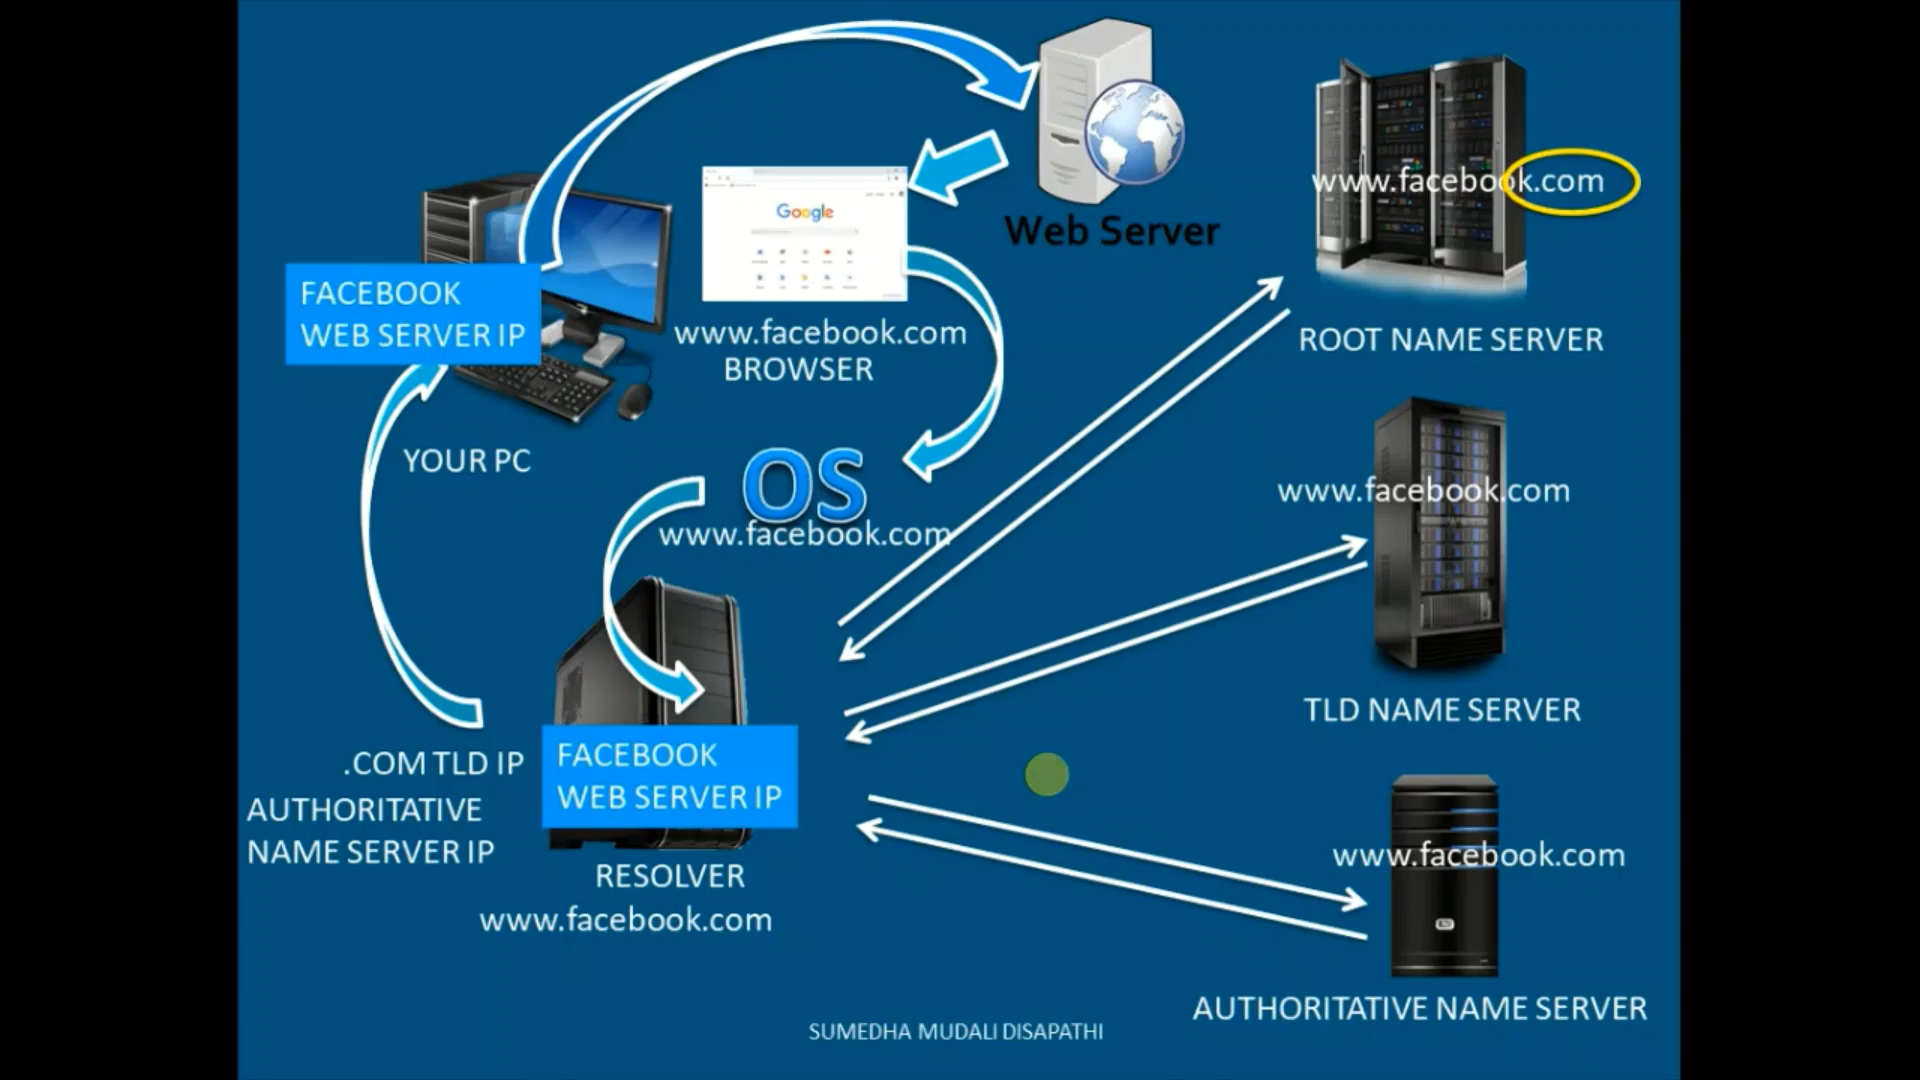 Web Server
www.facebook.com
ROOT NAME SERVER
Google
FACEBOOK
WEB SERVER IP
www.facebook.com
BROWSER
YOUR PC
OS
www.facebook.com
www.facebook.com
TLD NAME SERVER
.COM TLD IP
AUTHORITATIVE
NAME SERVER IP
FACEBOOK
WEB SERVER IP
RESOLVER
www.facebook.com
www.facebook.com
AUTHORITATIVE NAME SERVER
SUMEDHA MUDALI DISAPATHI